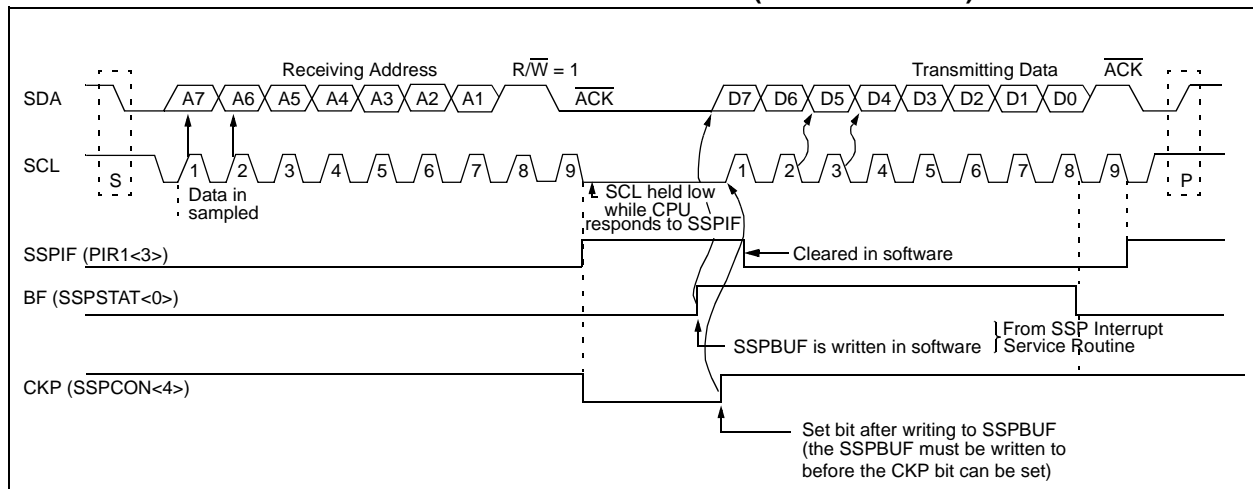 Receiving Address R/W̅ = 1 Transmitting Data A̅C̅K̅
SDA A7 A6 A5 A4 A3 A2 A1 A̅C̅K̅ D7 D6 D5 D4 D3 D2 D1 D0
SCL S 1 2 3 4 5 6 7 8 9 1 2 3 4 5 6 7 8 9 P
Data in
sampled
SCL held low
while CPU
responds to SSPIF
SSPIF (PIR1<3>)
Cleared in software
BF (SSPSTAT<0>)
SSPBUF is written in software
From SSP Interrupt
Service Routine
CKP (SSPCON<4>)
Set bit after writing to SSPBUF
(the SSPBUF must be written to
before the CKP bit can be set)